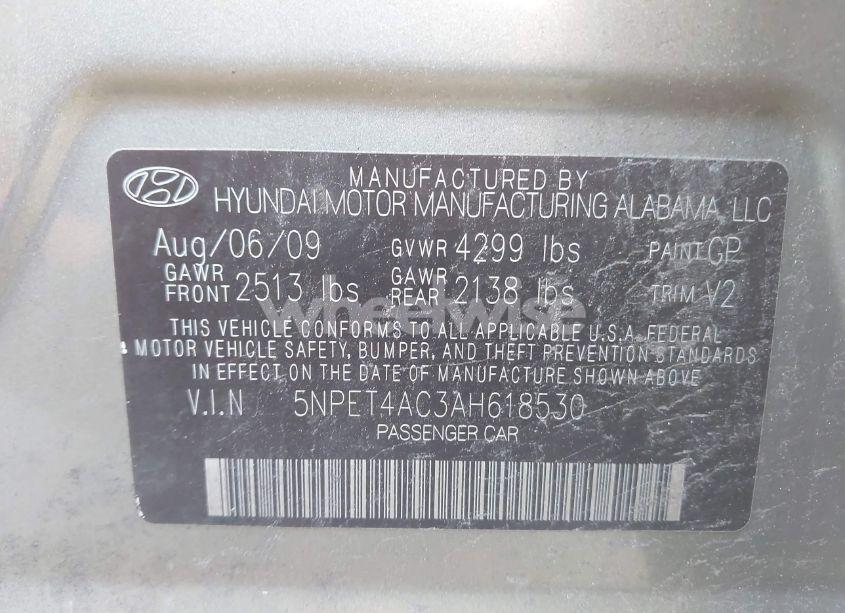 MANUFACTURED BY
HYUNDAI MOTOR MANUFACTURING ALABAMA, LLC
Aug/06/09 GVWR 4299 lbs PAINT GP
GAWR FRONT 2513 lbs GAWR REAR 2138 lbs TRIM V2
wheelwise
THIS VEHICLE CONFORMS TO ALL APPLICABLE U.S.A. FEDERAL
MOTOR VEHICLE SAFETY, BUMPER, AND THEFT PREVENTION STANDARDS
IN EFFECT ON THE DATE OF MANUFACTURE SHOWN ABOVE.
V.I.N 5NPET4AC3AH618530
PASSENGER CAR